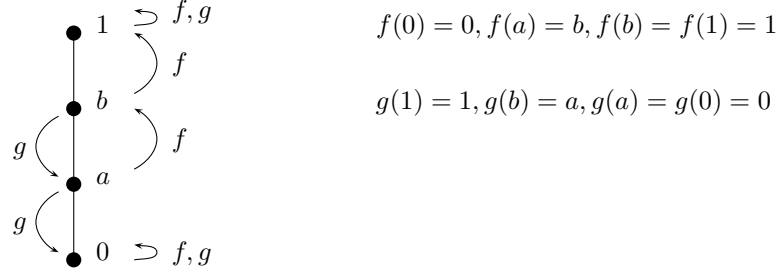 1 f, g
f
b
g f
a
g
0 f, g
f(0) = 0, f(a) = b, f(b) = f(1) = 1
g(1) = 1, g(b) = a, g(a) = g(0) = 0